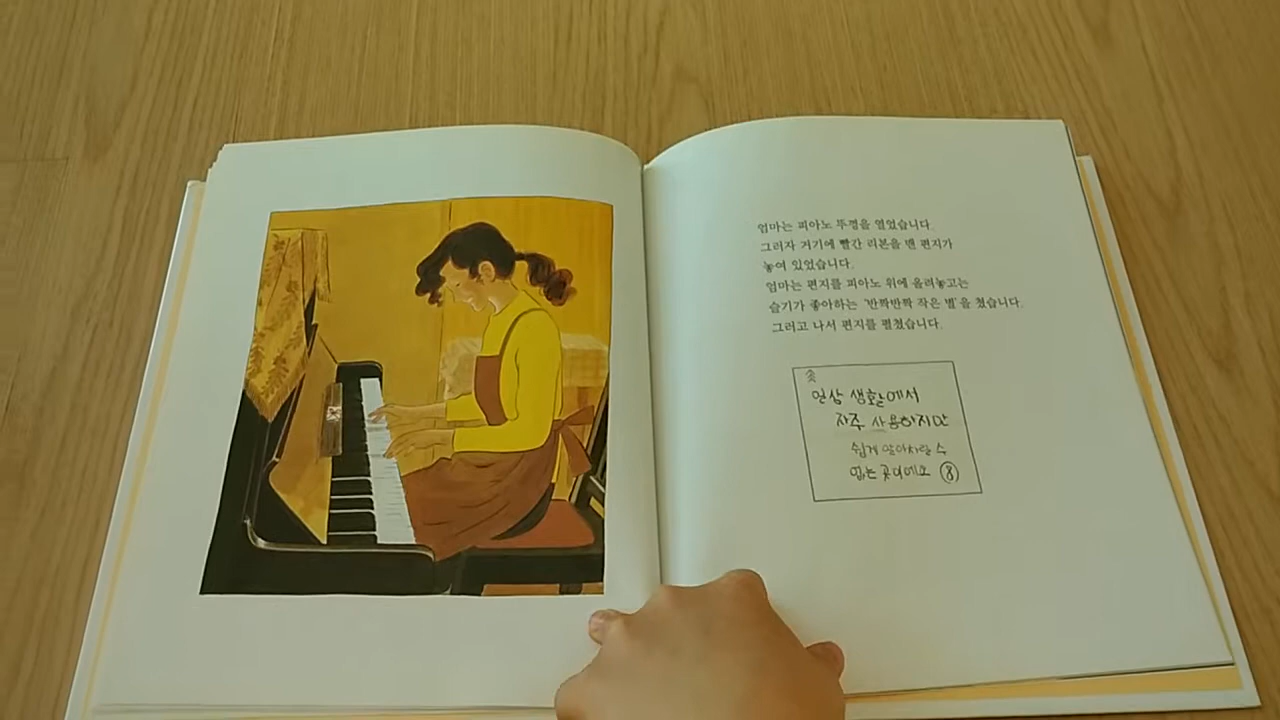 엄마는 피아노 뚜껑을 열었습니다.
그러자 거기에 빨간 리본을 맨 편지가
놓여 있었습니다.
엄마는 편지를 피아노 위에 올려놓고는
슬기가 좋아하는 '반짝반짝 작은 별'을 쳤습니다.
그러고 나서 편지를 펼쳤습니다.
일상 생활에서
자주 사용하지만
쉽게 알아차릴 수
없는 곳이에요 ⑧